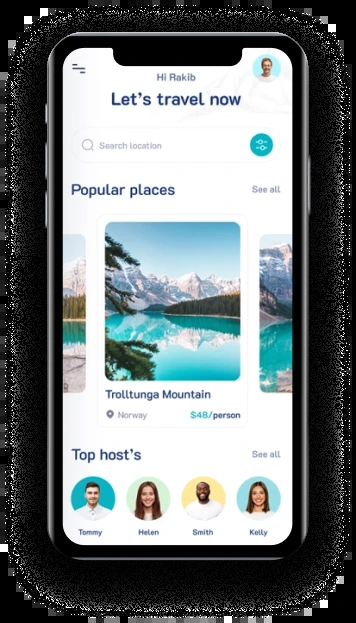 Hi Rakib
Let's travel now
Search location
Popular places See all
Trolltunga Mountain
Norway $48/person
Top host's See all
Tommy Helen Smith Kelly